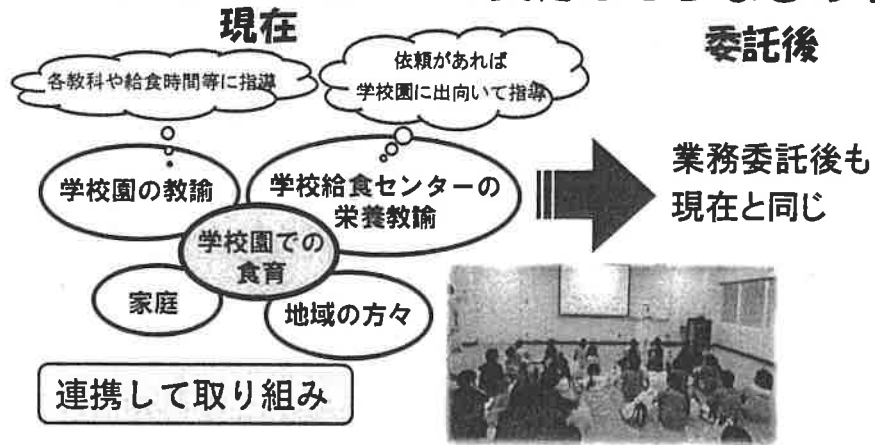 現在
委託後
各教科や給食時間等に指導
依頼があれば
学校園に出向いて指導
学校園の教諭
学校給食センターの
栄養教諭
学校園での
食育
家庭
地域の方々
連携して取り組み
業務委託後も
現在と同じ